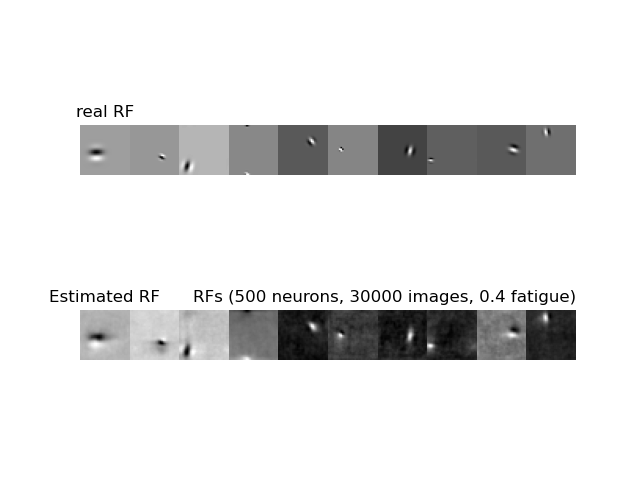 real RF
Estimated RF
RFs (500 neurons, 30000 images, 0.4 fatigue)